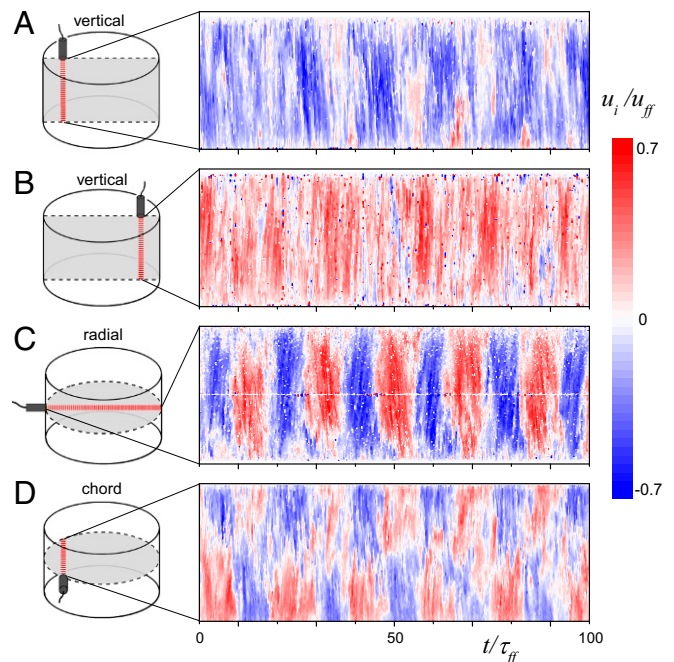 A
vertical
B
vertical
C
radial
D
chord
u_i /u_ff
0.7
0
-0.7
0
50
100
t/τ_ff